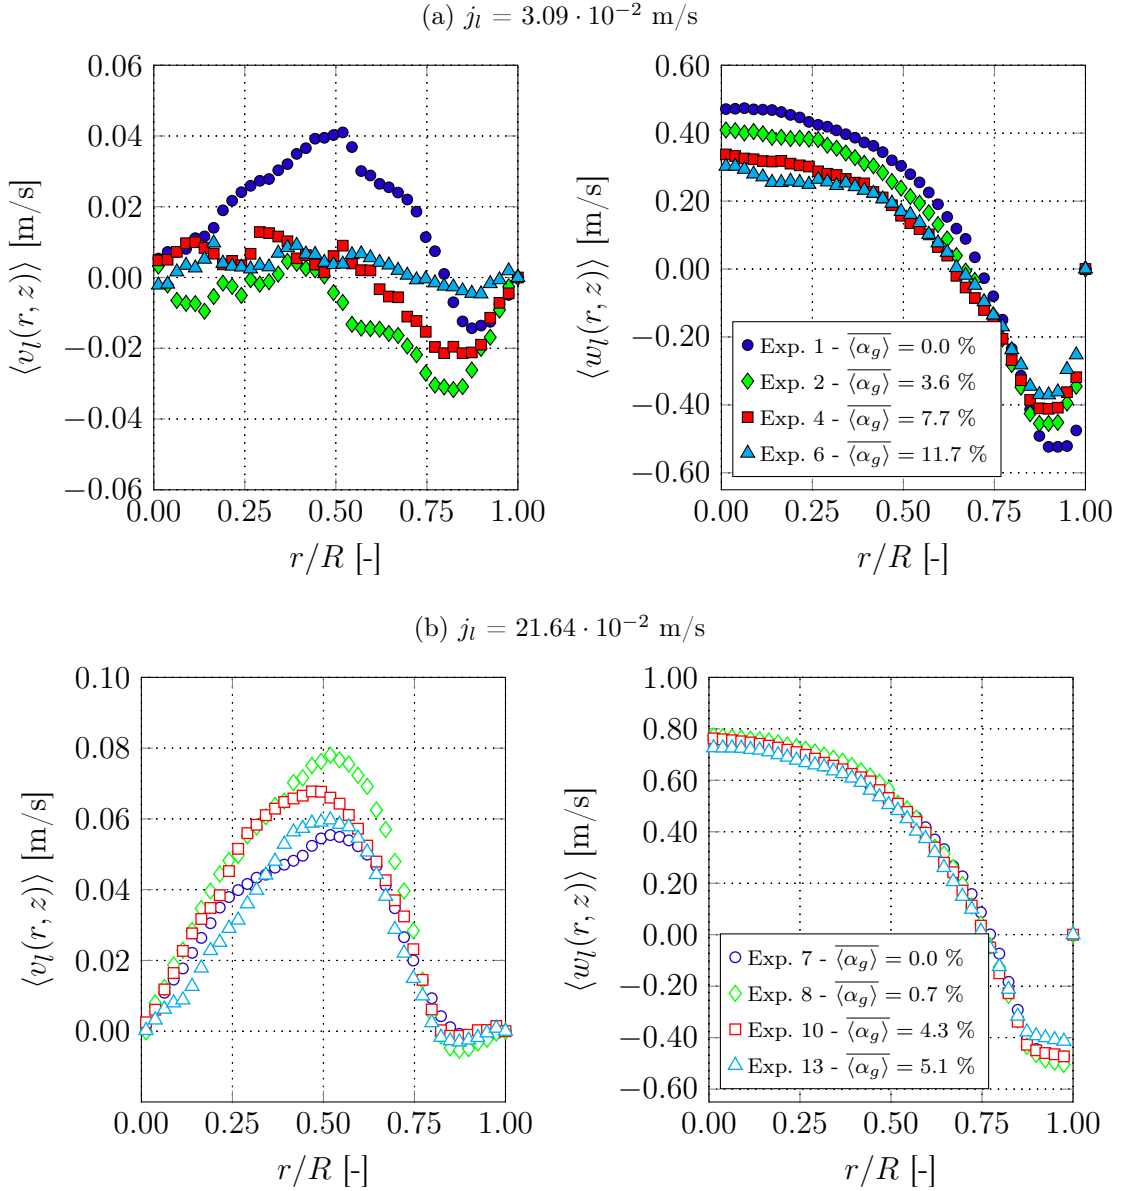 (a) j_l = 3.09 · 10^−2 m/s
0.06
0.04
0.02
0.00
−0.02
−0.04
−0.06
⟨v_l(r, z)⟩ [m/s]
0.00 0.25 0.50 0.75 1.00
r/R [-]
0.60
0.40
0.20
0.00
−0.20
−0.40
−0.60
⟨w_l(r, z)⟩ [m/s]
Exp. 1 - \overline{⟨α_g⟩} = 0.0 %
Exp. 2 - \overline{⟨α_g⟩} = 3.6 %
Exp. 4 - \overline{⟨α_g⟩} = 7.7 %
Exp. 6 - \overline{⟨α_g⟩} = 11.7 %
0.00 0.25 0.50 0.75 1.00
r/R [-]
(b) j_l = 21.64 · 10^−2 m/s
0.10
0.08
0.06
0.04
0.02
0.00
⟨v_l(r, z)⟩ [m/s]
0.00 0.25 0.50 0.75 1.00
r/R [-]
1.00
0.80
0.60
0.40
0.20
0.00
−0.20
−0.40
−0.60
⟨w_l(r, z)⟩ [m/s]
Exp. 7 - \overline{⟨α_g⟩} = 0.0 %
Exp. 8 - \overline{⟨α_g⟩} = 0.7 %
Exp. 10 - \overline{⟨α_g⟩} = 4.3 %
Exp. 13 - \overline{⟨α_g⟩} = 5.1 %
0.00 0.25 0.50 0.75 1.00
r/R [-]